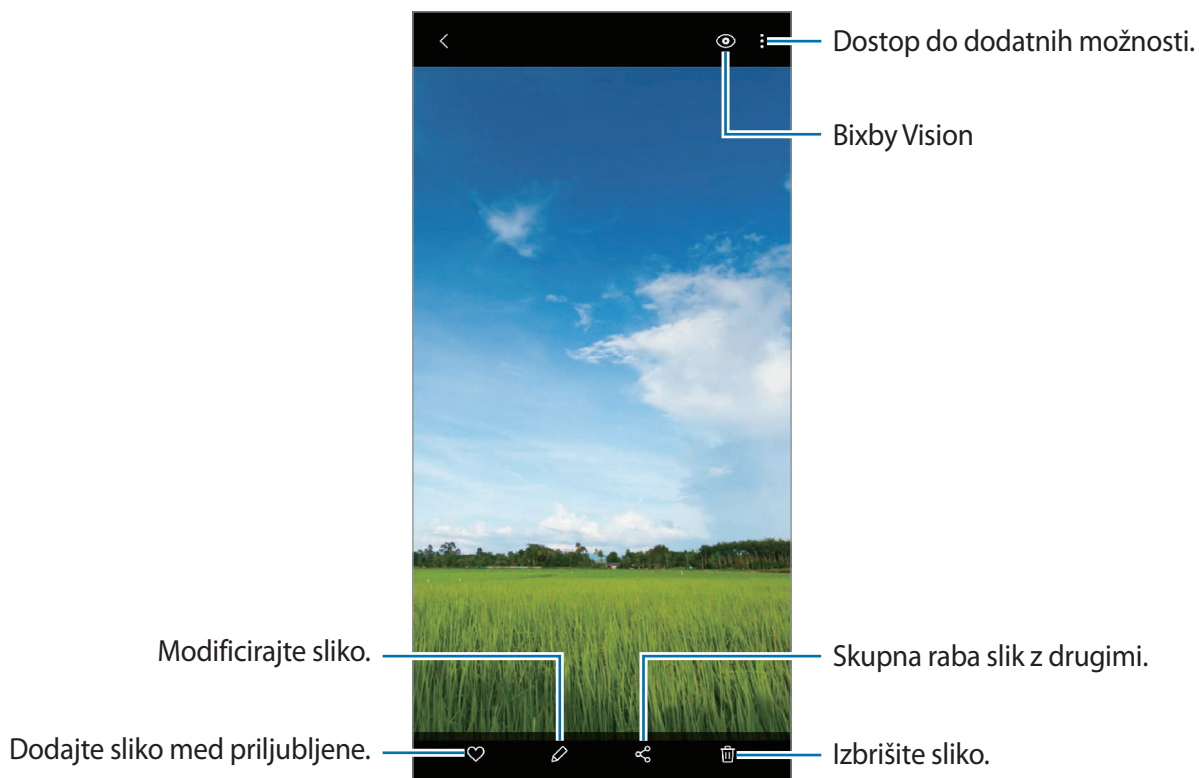 Dostop do dodatnih možnosti.
Bixby Vision
Modificirajte sliko.
Skupna raba slik z drugimi.
Dodajte sliko med priljubljene.
Izbrišite sliko.